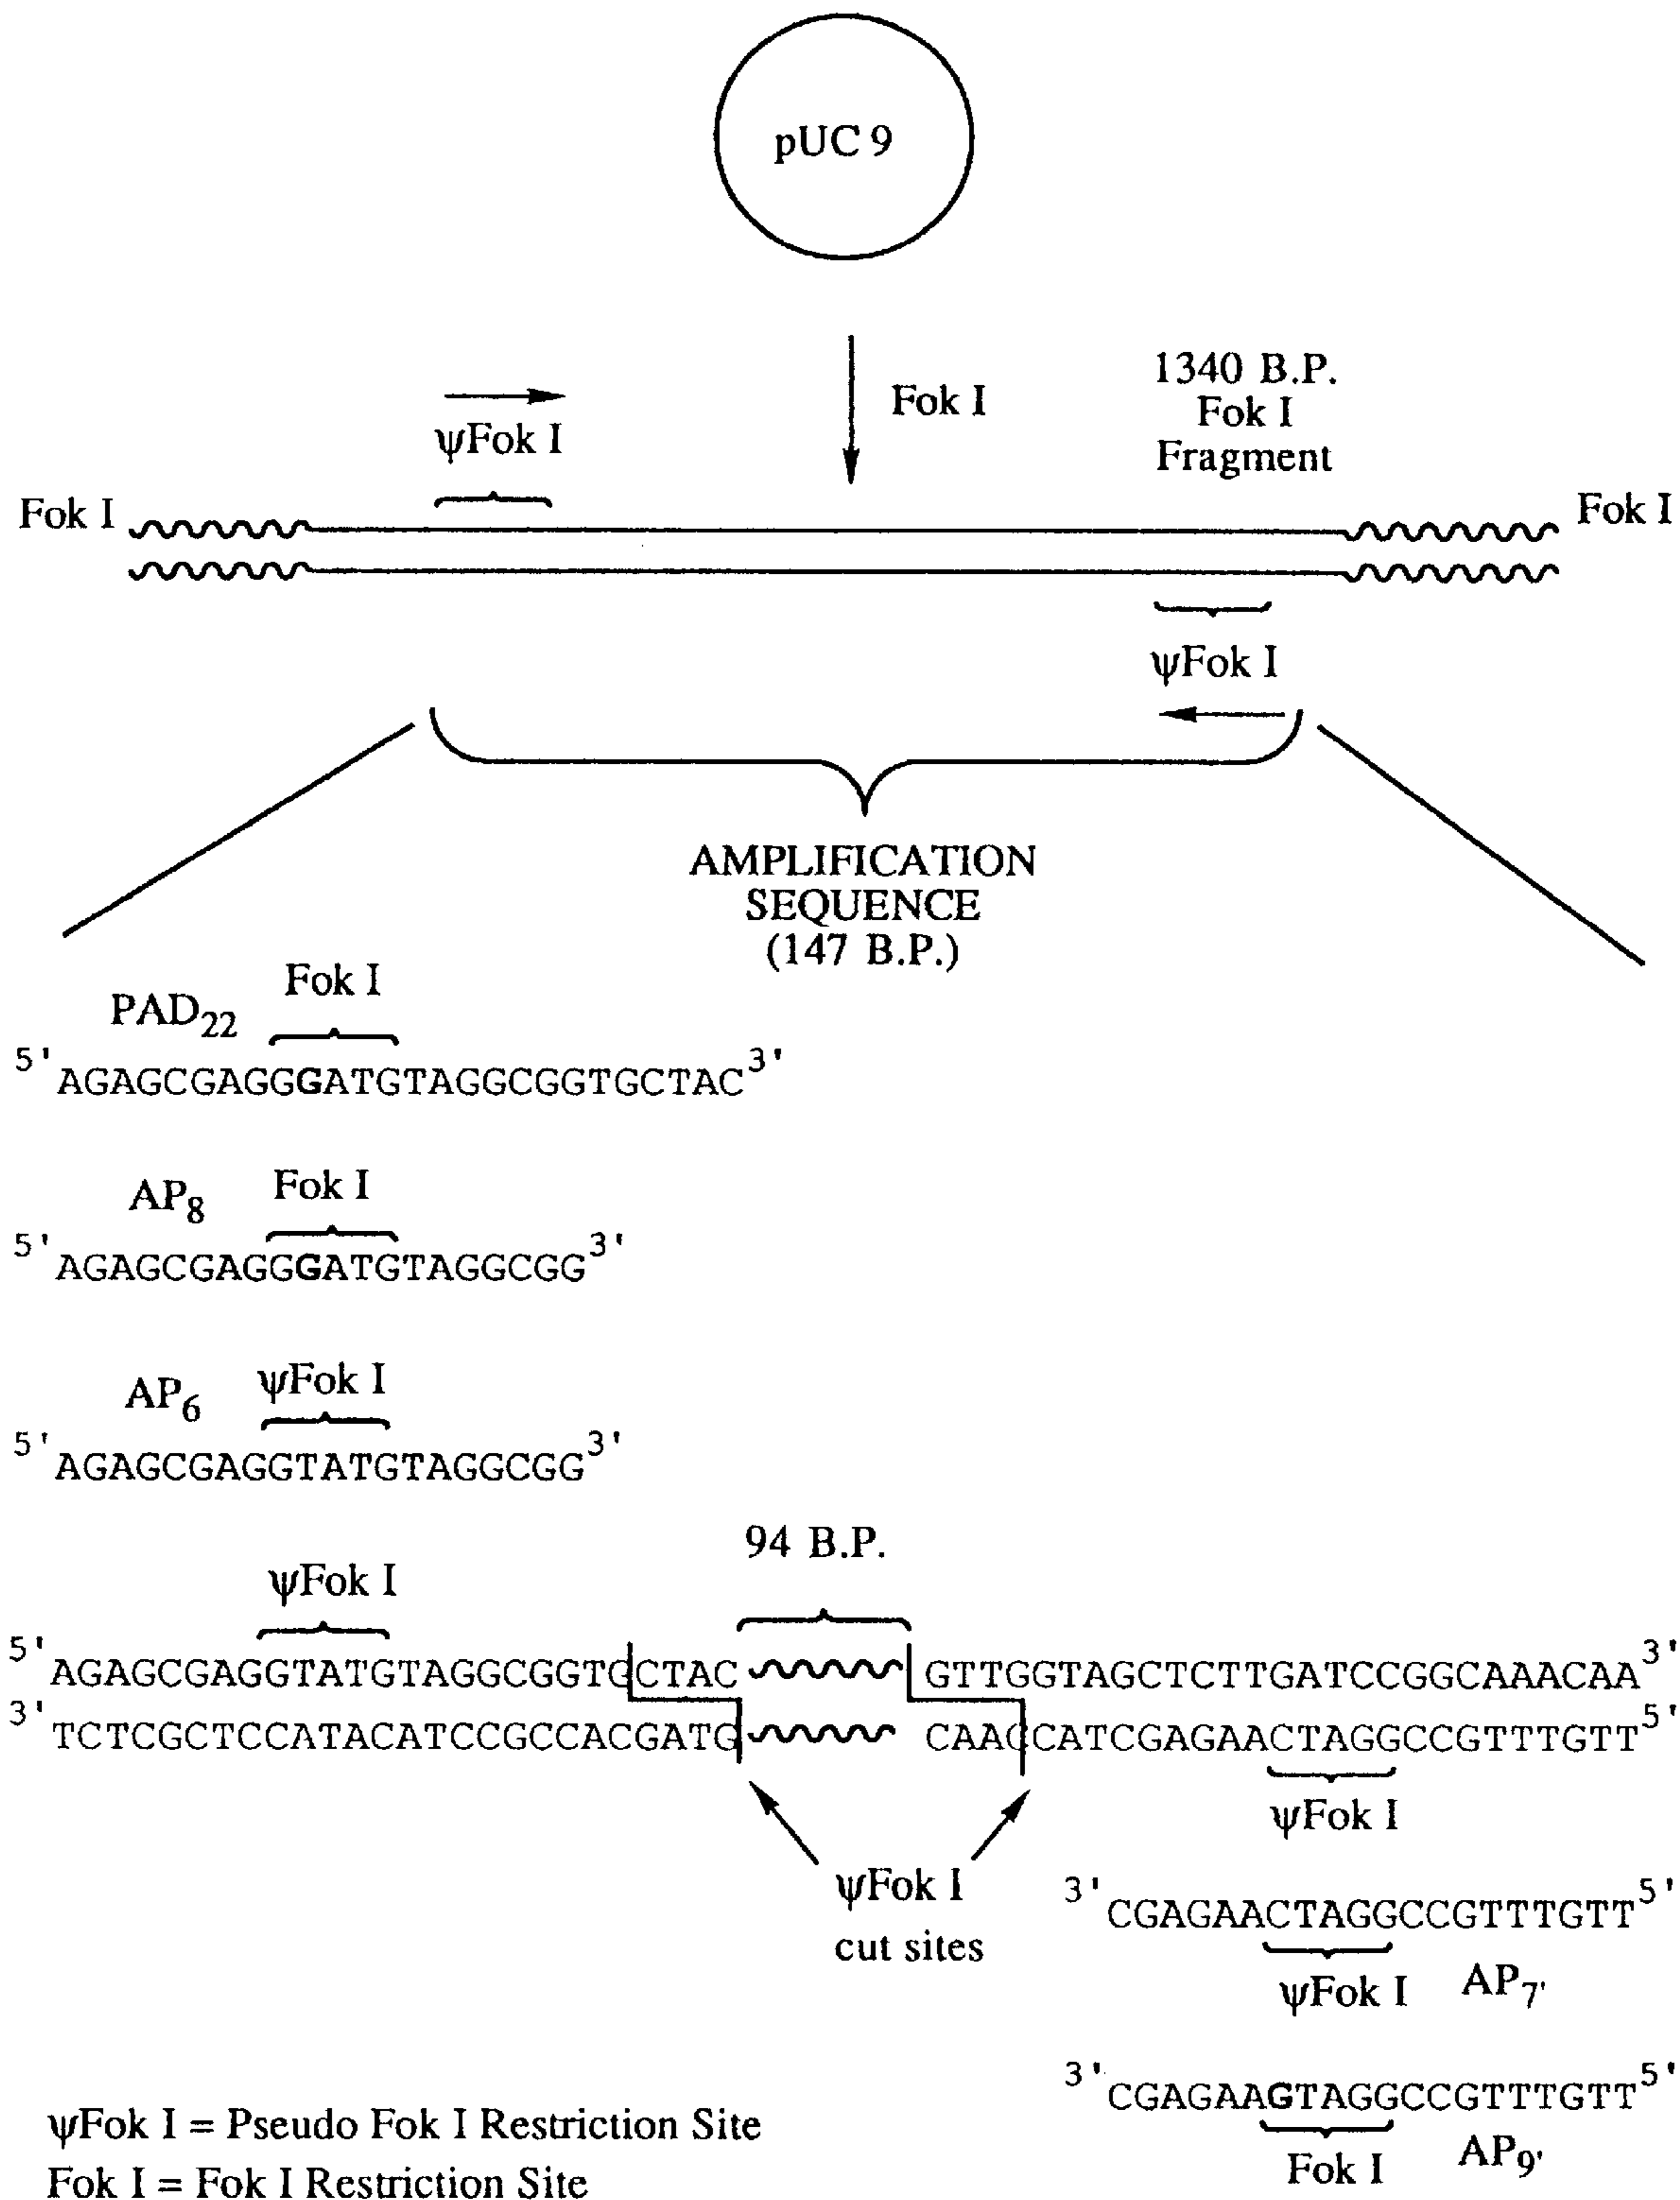 pUC 9
Fok I
1340 B.P.
Fok I
Fragment
ψFok I
Fok I
Fok I
ψFok I
AMPLIFICATION
SEQUENCE
(147 B.P.)
PAD22
Fok I
5' AGAGCGAGGGATGTAGGCGGTGCTAC 3'
AP8
Fok I
5' AGAGCGAGGGATGTAGGCGG 3'
AP6
ψFok I
5' AGAGCGAGGTATGTAGGCGG 3'
94 B.P.
ψFok I
5' AGAGCGAGGTATGTAGGCGGTGCTAC GTTGGTAGCTCTTGATCCGGCAAACAA 3'
3' TCTCGCTCCATACATCCGCCACGATG CAACCATCGAGAACTAGGCCGTTTGTT 5'
ψFok I
ψFok I
cut sites
3' CGAGAACTAGGCCGTTTGTT 5'
ψFok I
AP7'
3' CGAGAAGTAGGCCGTTTGTT 5'
Fok I
AP9'
ψFok I = Pseudo Fok I Restriction Site
Fok I = Fok I Restriction Site